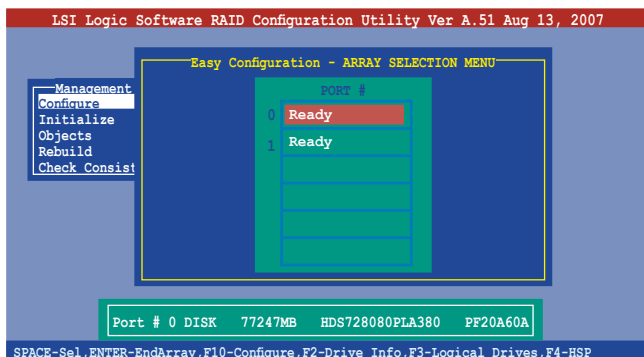 LSI Logic Software RAID Configuration Utility Ver A.51 Aug 13, 2007
Easy Configuration - ARRAY SELECTION MENU
Management
Configure
Initialize
Objects
Rebuild
Check Consist
PORT #
0 Ready
1 Ready
Port # 0 DISK 77247MB HDS728080PLA380 PF20A60A
SPACE-Sel,ENTER-EndArray,F10-Configure,F2-Drive Info,F3-Logical Drives,F4-HSP